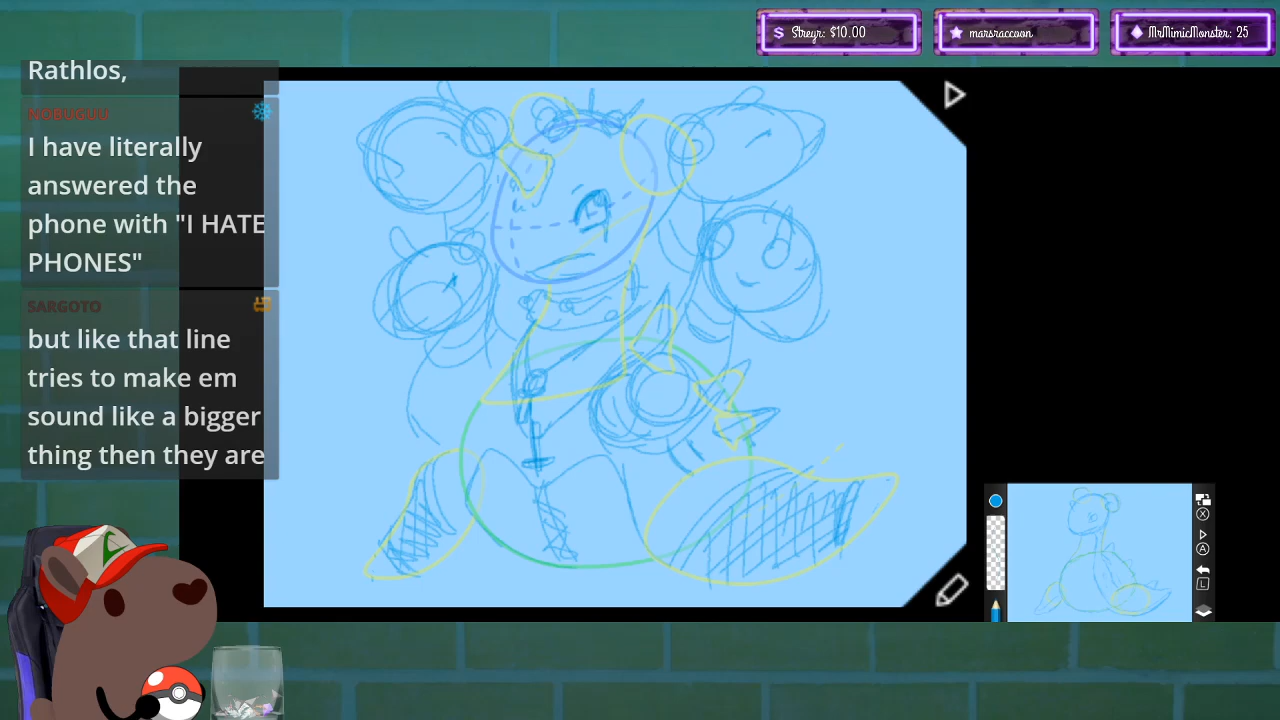 Streyr: $10.00
marsraccoon
MrMimicMonster: 25
Rathlos,
NOBUGUU
I have literally
answered the
phone with "I HATE
PHONES"
SARGOTO
but like that line
tries to make em
sound like a bigger
thing then they are
A
L